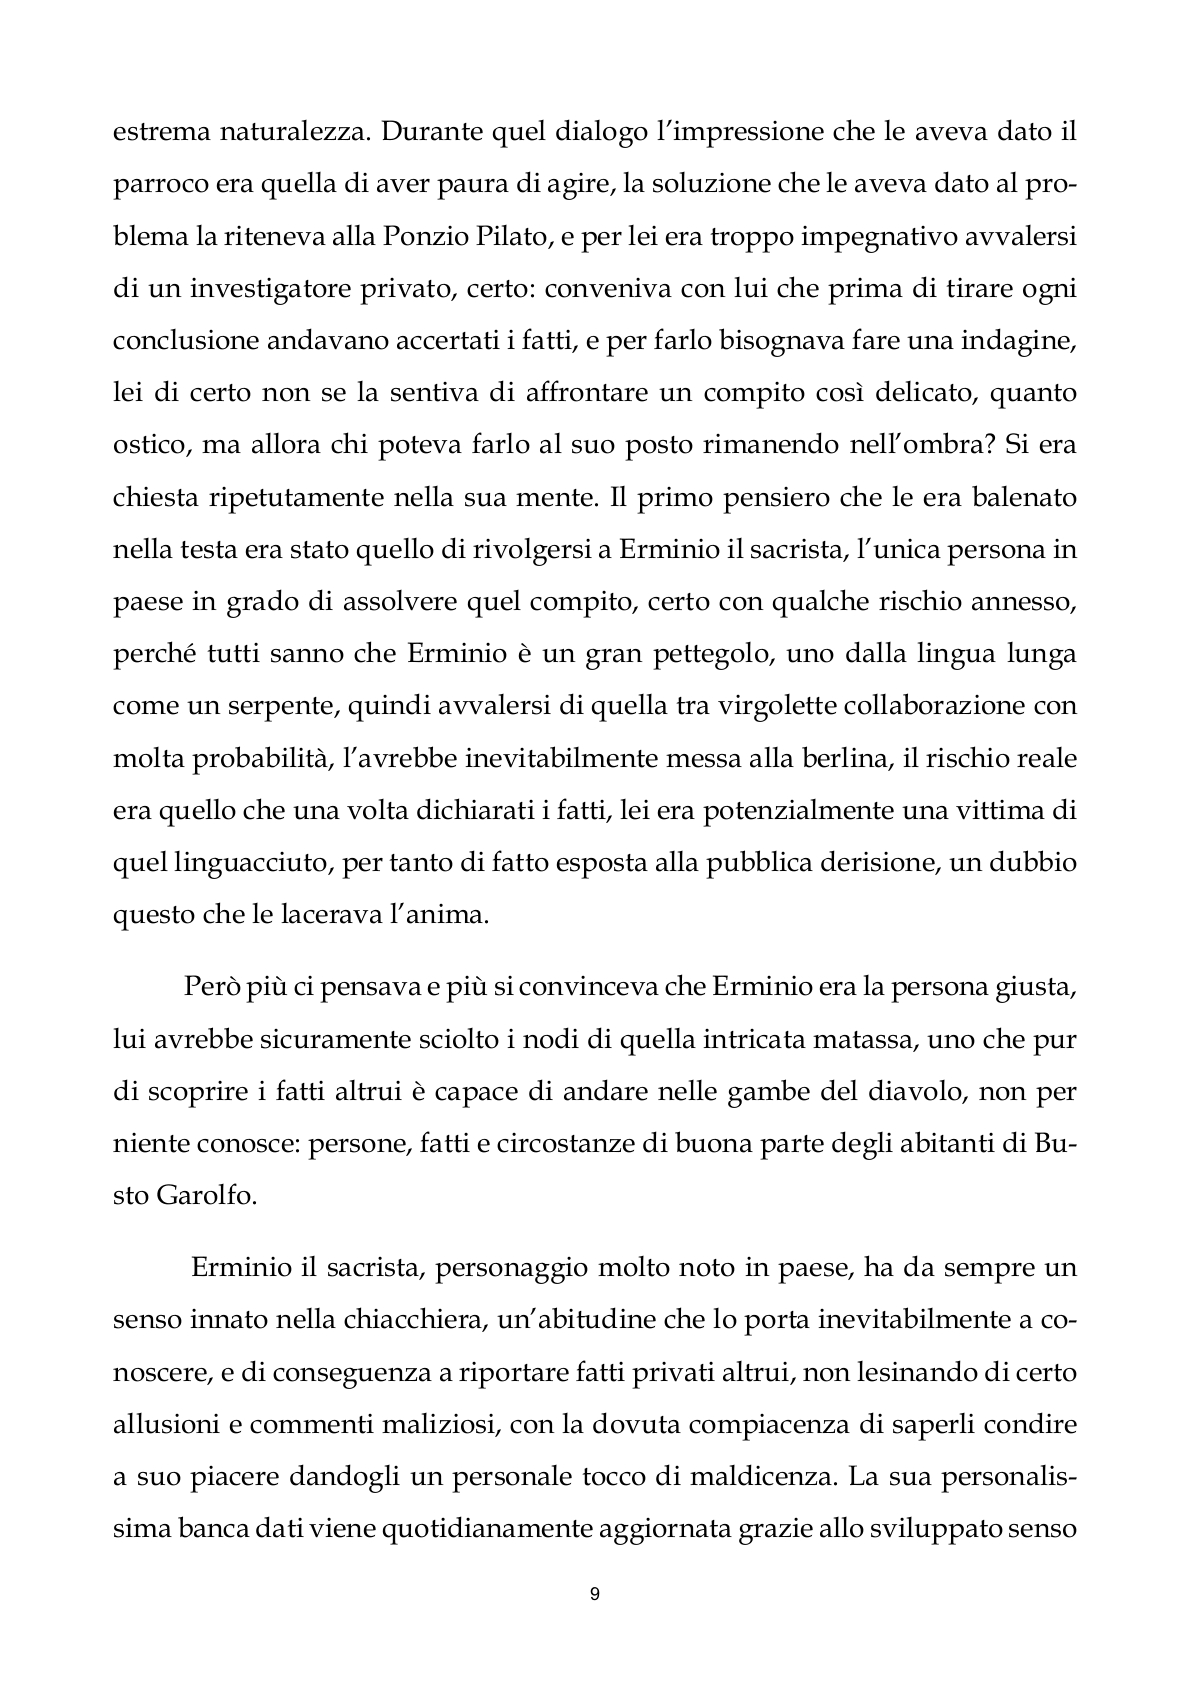 estrema naturalezza. Durante quel dialogo l’impressione che le aveva dato il
parroco era quella di aver paura di agire, la soluzione che le aveva dato al pro-
blema la riteneva alla Ponzio Pilato, e per lei era troppo impegnativo avvalersi
di un investigatore privato, certo: conveniva con lui che prima di tirare ogni
conclusione andavano accertati i fatti, e per farlo bisognava fare una indagine,
lei di certo non se la sentiva di affrontare un compito così delicato, quanto
ostico, ma allora chi poteva farlo al suo posto rimanendo nell’ombra? Si era
chiesta ripetutamente nella sua mente. Il primo pensiero che le era balenato
nella testa era stato quello di rivolgersi a Erminio il sacrista, l’unica persona in
paese in grado di assolvere quel compito, certo con qualche rischio annesso,
perché tutti sanno che Erminio è un gran pettegolo, uno dalla lingua lunga
come un serpente, quindi avvalersi di quella tra virgolette collaborazione con
molta probabilità, l’avrebbe inevitabilmente messa alla berlina, il rischio reale
era quello che una volta dichiarati i fatti, lei era potenzialmente una vittima di
quel linguacciuto, per tanto di fatto esposta alla pubblica derisione, un dubbio
questo che le lacerava l’anima.
Però più ci pensava e più si convinceva che Erminio era la persona giusta,
lui avrebbe sicuramente sciolto i nodi di quella intricata matassa, uno che pur
di scoprire i fatti altrui è capace di andare nelle gambe del diavolo, non per
niente conosce: persone, fatti e circostanze di buona parte degli abitanti di Bu-
sto Garolfo.
Erminio il sacrista, personaggio molto noto in paese, ha da sempre un
senso innato nella chiacchiera, un’abitudine che lo porta inevitabilmente a co-
noscere, e di conseguenza a riportare fatti privati altrui, non lesinando di certo
allusioni e commenti maliziosi, con la dovuta compiacenza di saperli condire
a suo piacere dandogli un personale tocco di maldicenza. La sua personalis-
sima banca dati viene quotidianamente aggiornata grazie allo sviluppato senso
9